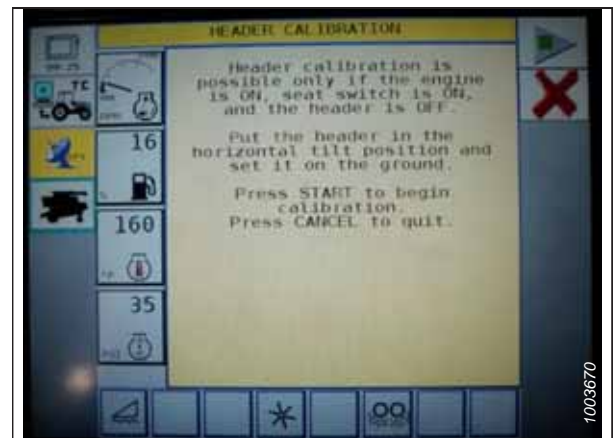 HEADER CALIBRATION
Header calibration is
possible only if the engine
is ON, seat switch is ON,
and the header is OFF.
Put the header in the
horizontal tilt position and
set it on the ground.
Press START to begin
calibration.
Press CANCEL to quit.
TC
16
160
35
1003670